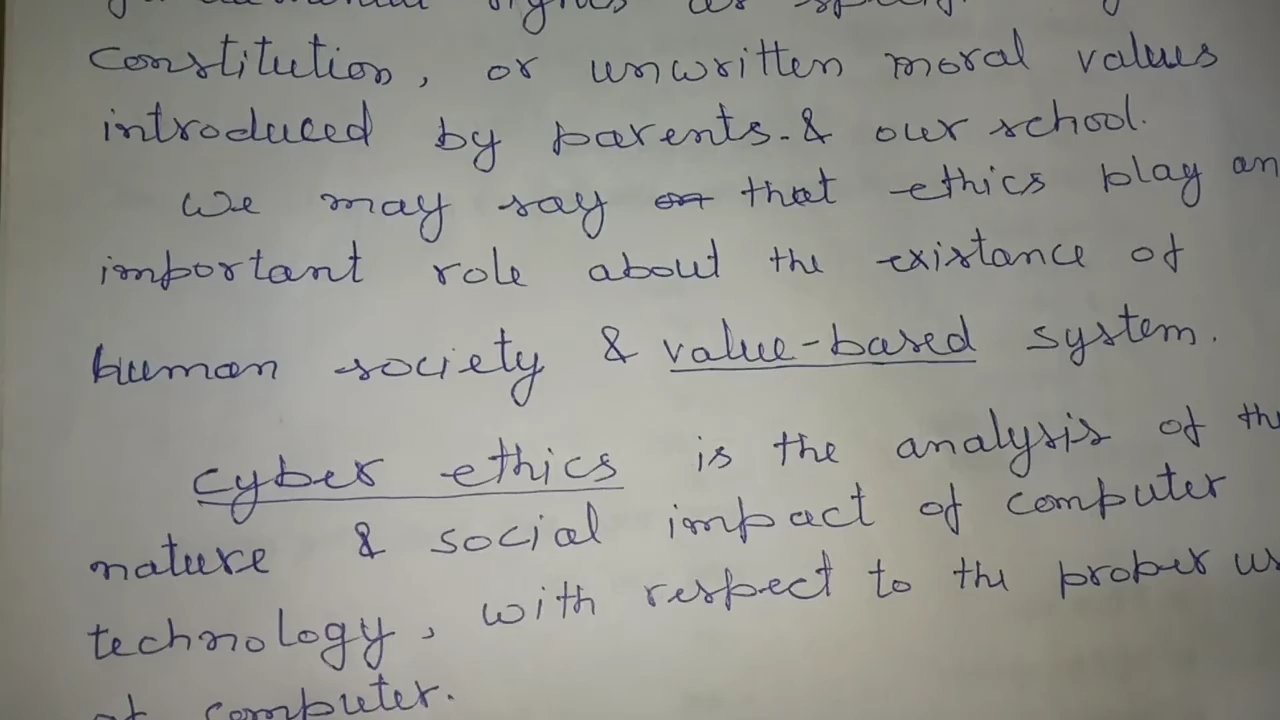 constitution, or unwritten moral values
introduced by parents. & our school.
We may say that ethics play an
important role about the existance of
human society & value-based system.
cyber ethics is the analysis of the
nature & social impact of computer
technology, with respect to the proper us
of computer.